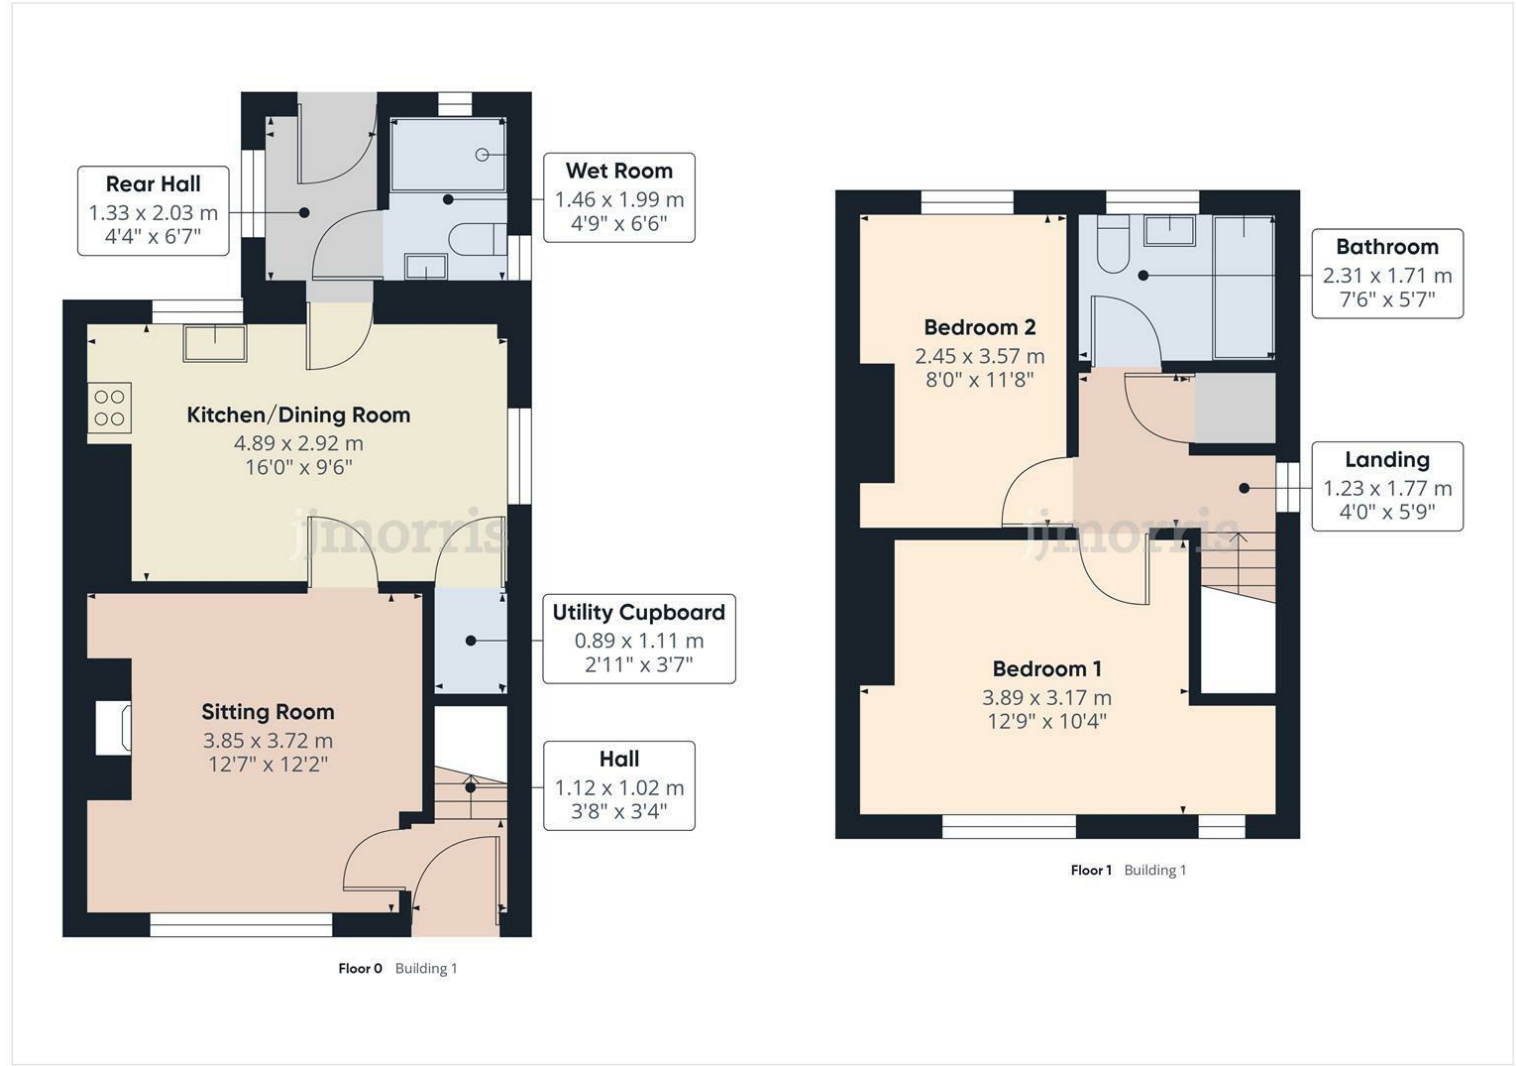 Rear Hall
1.33 x 2.03 m
4'4" x 6'7"
Wet Room
1.46 x 1.99 m
4'9" x 6'6"
Kitchen/Dining Room
4.89 x 2.92 m
16'0" x 9'6"
jjmorris
Utility Cupboard
0.89 x 1.11 m
2'11" x 3'7"
Sitting Room
3.85 x 3.72 m
12'7" x 12'2"
Hall
1.12 x 1.02 m
3'8" x 3'4"
Floor 0 Building 1
Bathroom
2.31 x 1.71 m
7'6" x 5'7"
Bedroom 2
2.45 x 3.57 m
8'0" x 11'8"
Landing
1.23 x 1.77 m
4'0" x 5'9"
jjmorris
Bedroom 1
3.89 x 3.17 m
12'9" x 10'4"
Floor 1 Building 1